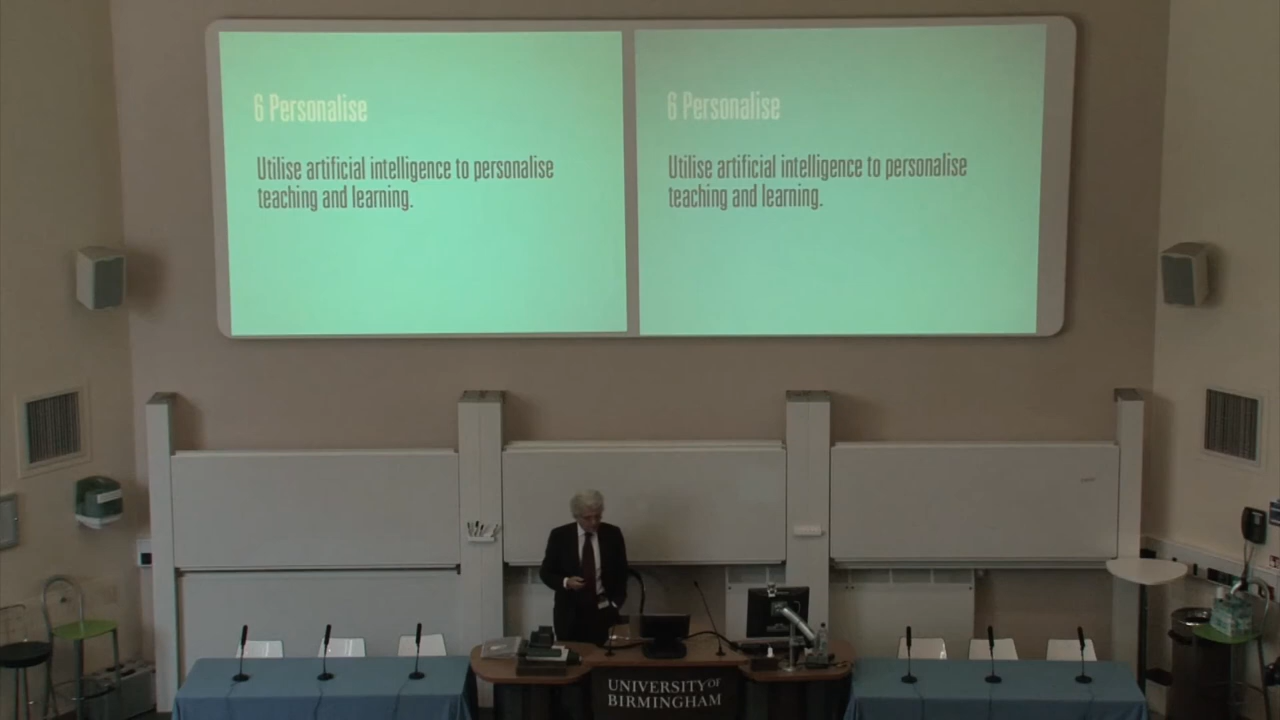 6 Personalise
Utilise artificial intelligence to personalise
teaching and learning.
6 Personalise
Utilise artificial intelligence to personalise
teaching and learning.
UNIVERSITY OF
BIRMINGHAM